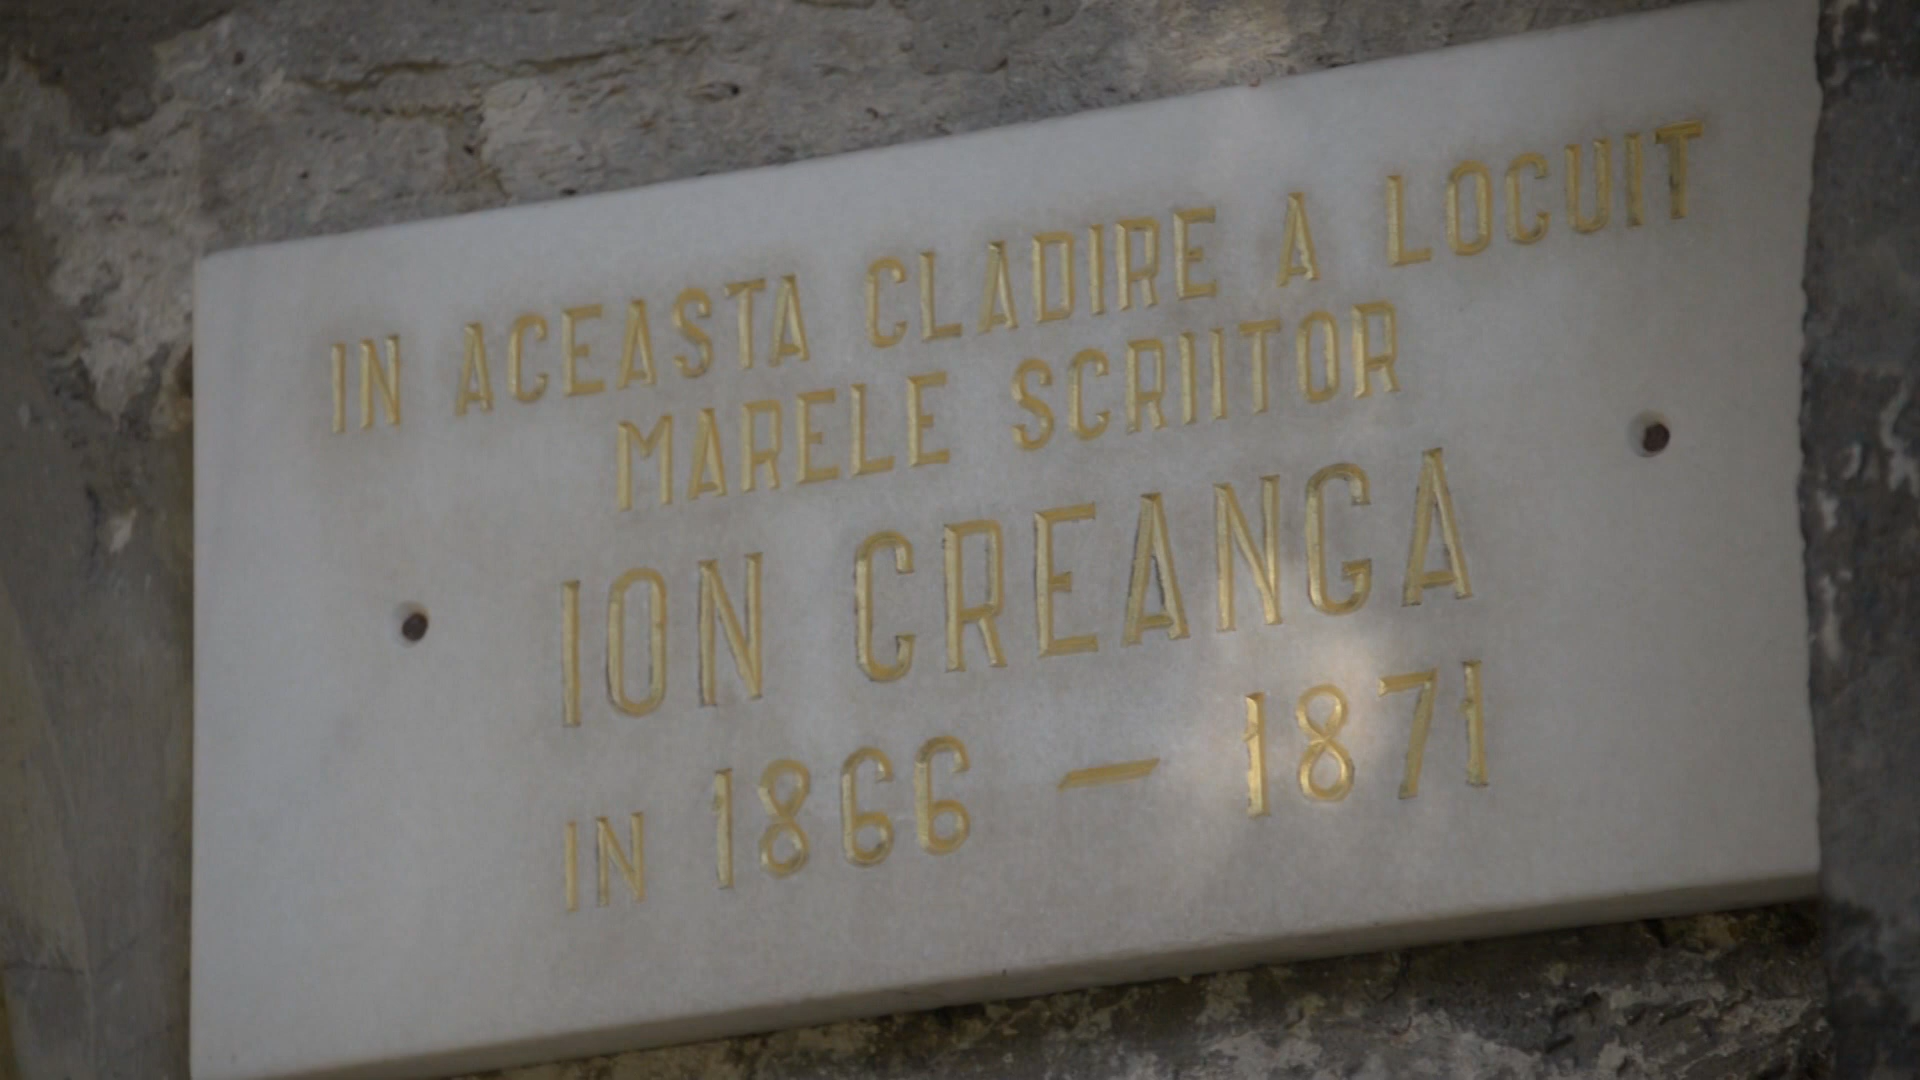 IN ACEASTA CLADIRE A LOCUIT
MARELE SCRIITOR
ION CREANGA
IN 1866 — 1871